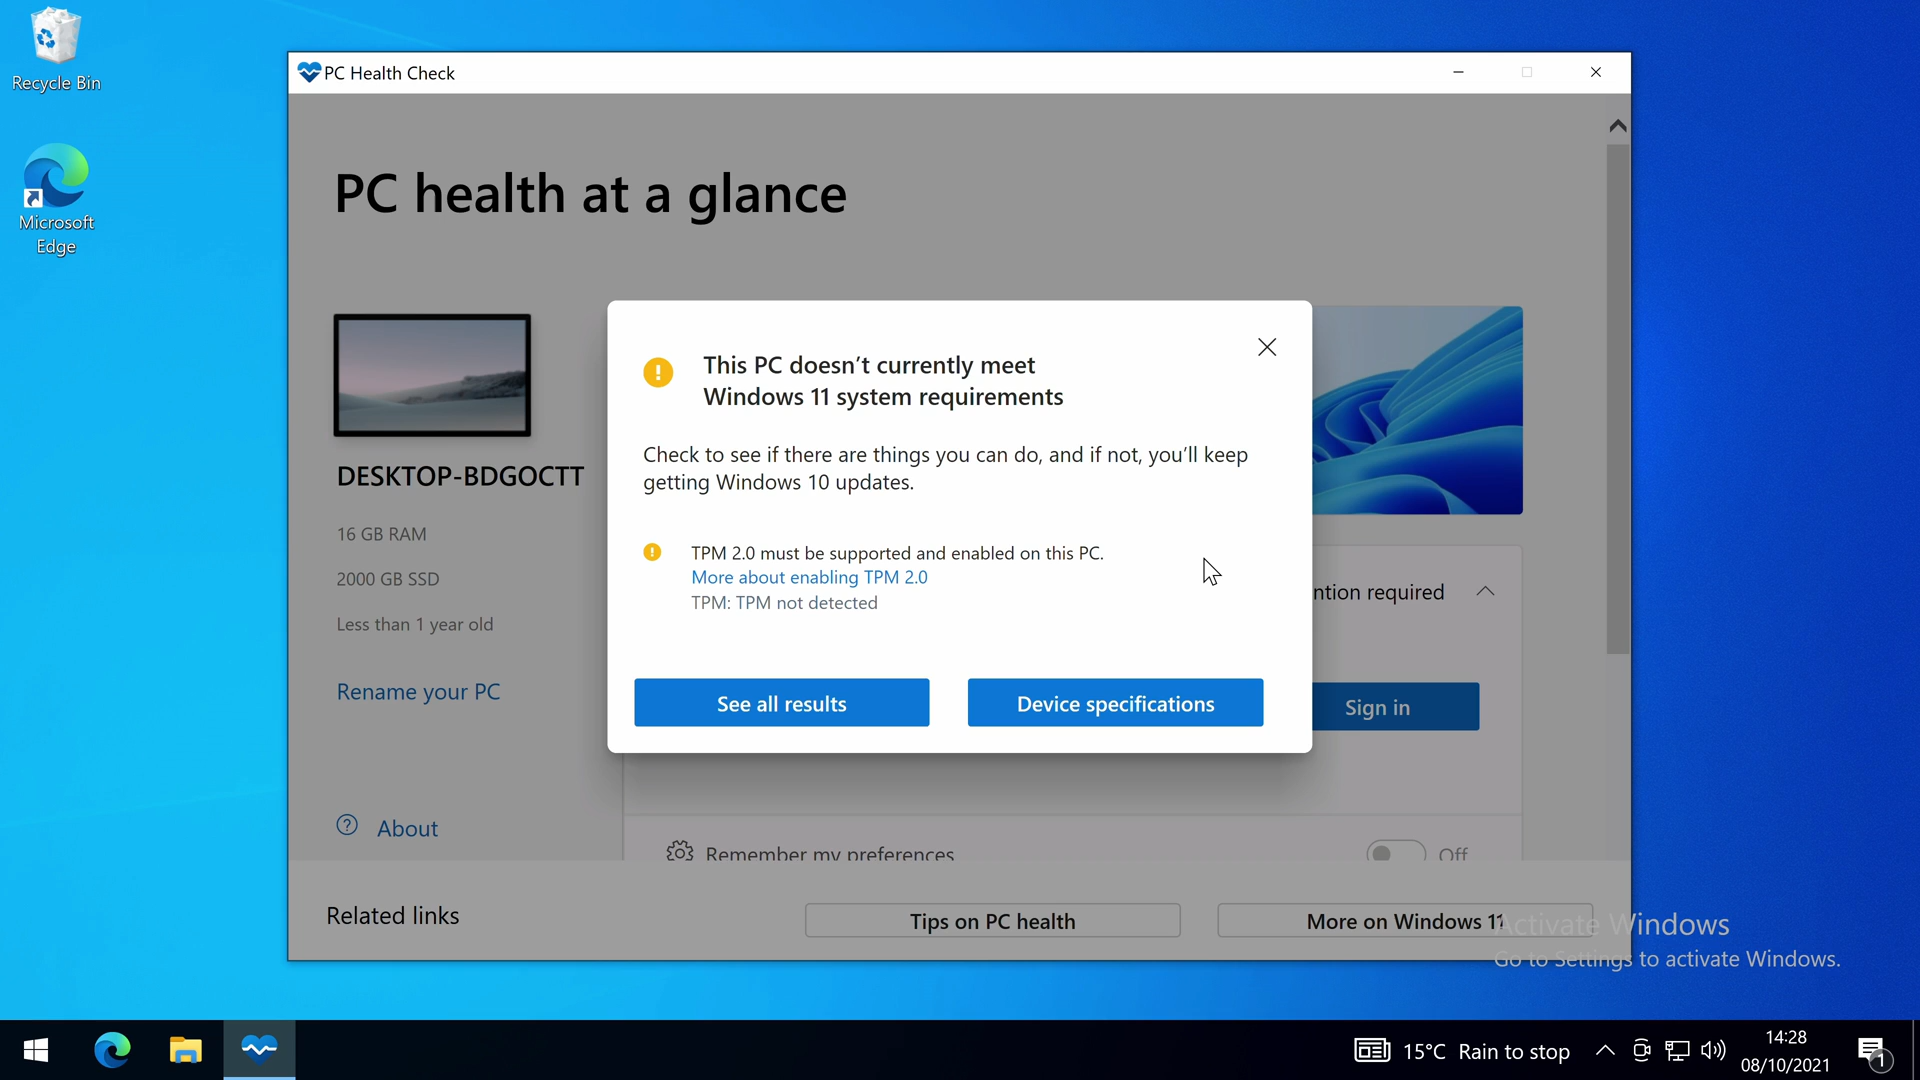 Recycle Bin
Microsoft
Edge
PC Health Check
PC health at a glance
DESKTOP-BDGOCTT
16 GB RAM
2000 GB SSD
Less than 1 year old
Rename your PC
About
This PC doesn't currently meet
Windows 11 system requirements
Check to see if there are things you can do, and if not, you'll keep
getting Windows 10 updates.
TPM 2.0 must be supported and enabled on this PC.
More about enabling TPM 2.0
TPM: TPM not detected
See all results
Device specifications
ntion required
Sign in
Remember my preferences
Off
Related links
Tips on PC health
More on Windows 11
Activate Windows
Go to Settings to activate Windows.
15°C Rain to stop
14:28
08/10/2021
1